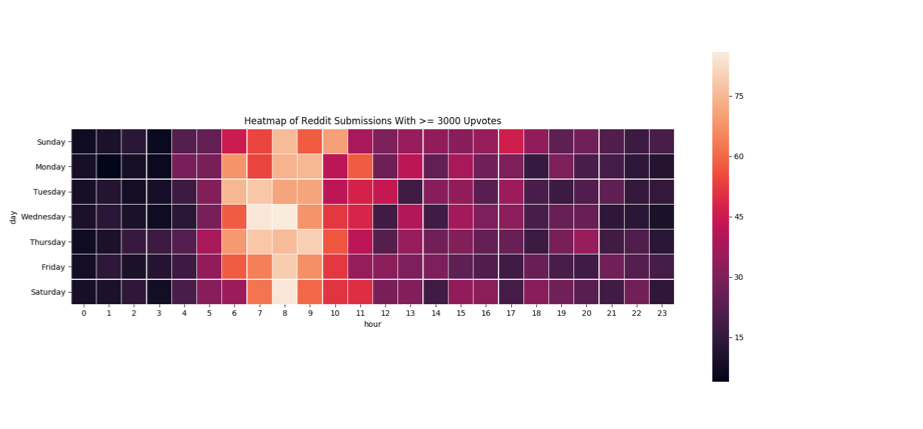 Heatmap of Reddit Submissions With >= 3000 Upvotes
day
Sunday
Monday
Tuesday
Wednesday
Thursday
Friday
Saturday
0 1 2 3 4 5 6 7 8 9 10 11 12 13 14 15 16 17 18 19 20 21 22 23
hour
75
60
45
30
15